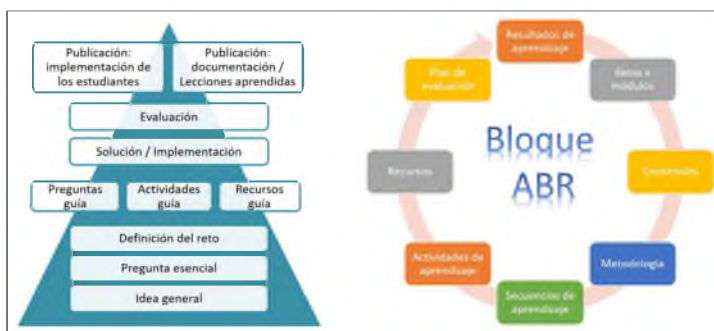 Publicación:
implementación de
los estudiantes
Publicación:
documentación /
Lecciones aprendidas
Evaluación
Solución / Implementación
Preguntas
guía
Actividades
guía
Recursos
guía
Definición del reto
Pregunta esencial
Idea general
Bloque
ABR
Resultados de
aprendizaje
Retos o
módulos
Contenidos
Metodología
Secuencias de
aprendizaje
Actividades de
aprendizaje
Recursos
Plan de
evaluación